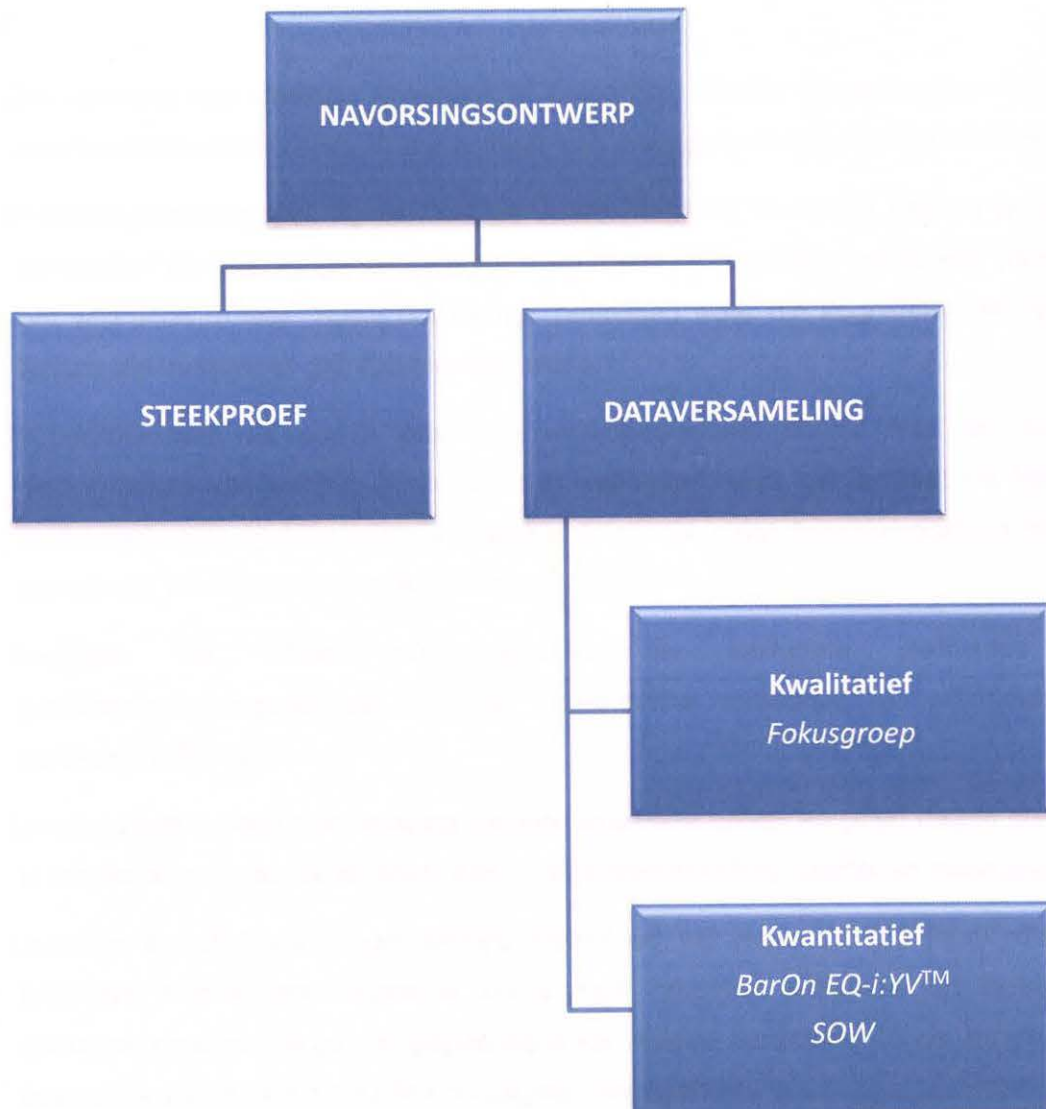 NAVORSINGSONTWERP
STEEKPROEF
DATAVERSAMELING
Kwalitatief
Fokusgroep
Kwantitatief
BarOn EQ-i:YV™
SOW